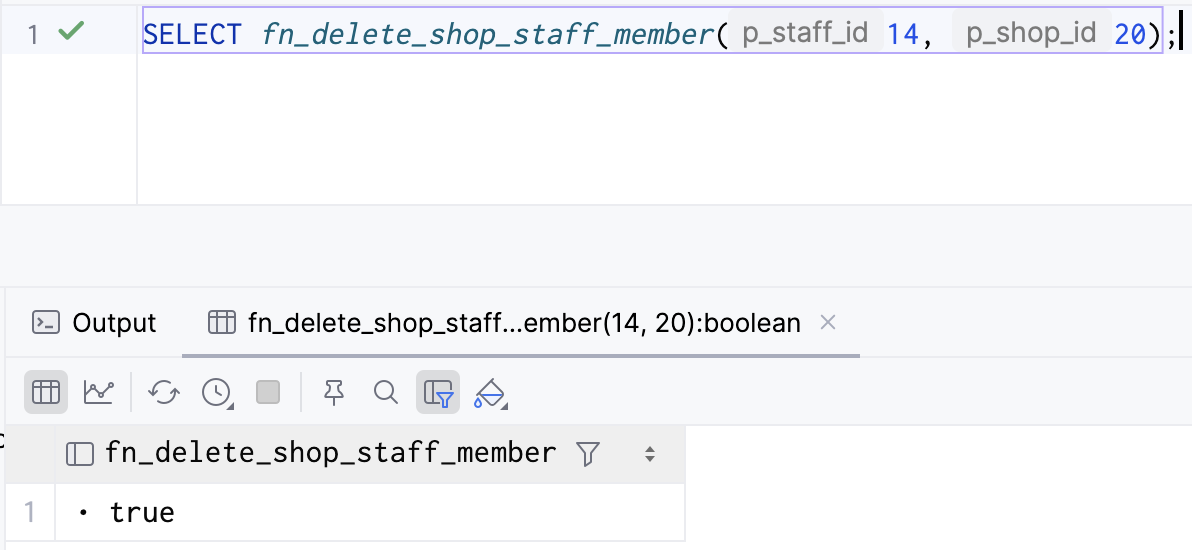 1 SELECT fn_delete_shop_staff_member( p_staff_id 14, p_shop_id 20);
Output fn_delete_shop_staff...ember(14, 20):boolean
fn_delete_shop_staff_member
1 · true